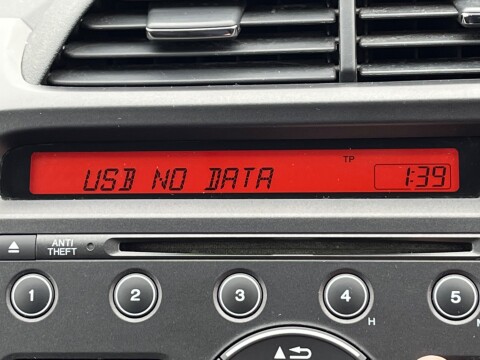 TP
USB NO DATA 1:39
ANTI THEFT
1 2 3 4 5
H